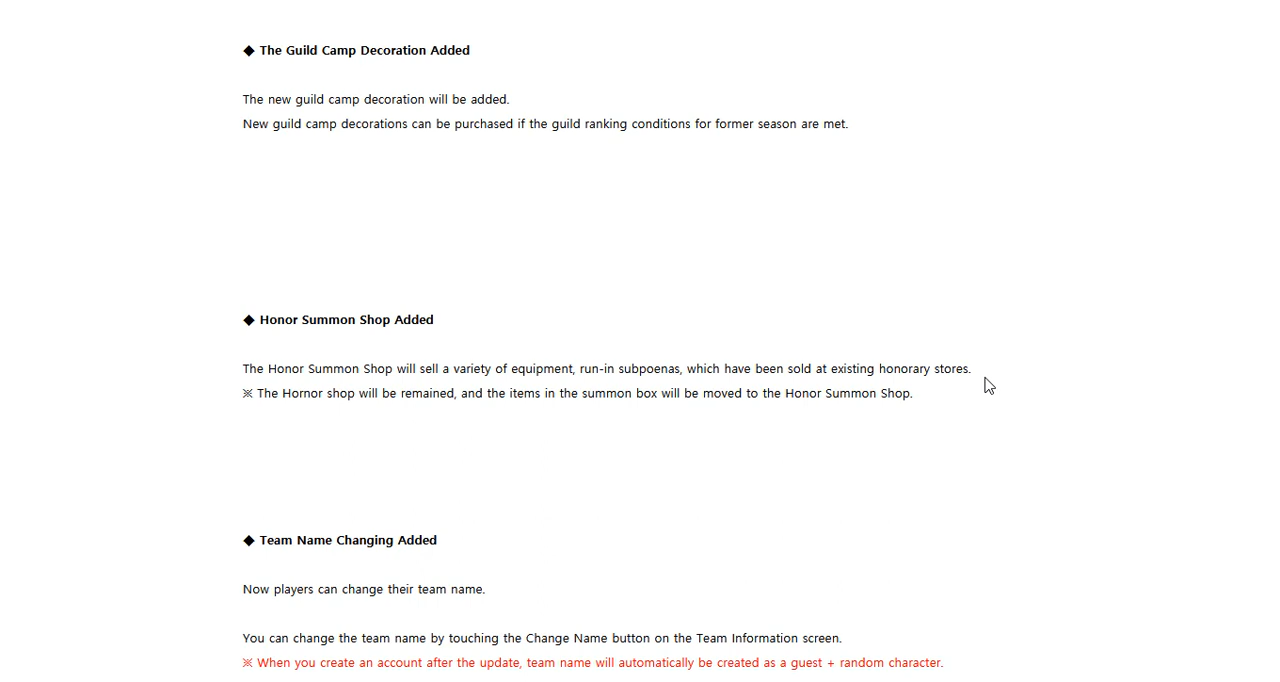 ◆ The Guild Camp Decoration Added
The new guild camp decoration will be added.
New guild camp decorations can be purchased if the guild ranking conditions for former season are met.
◆ Honor Summon Shop Added
The Honor Summon Shop will sell a variety of equipment, run-in subpoenas, which have been sold at existing honorary stores.
※ The Hornor shop will be remained, and the items in the summon box will be moved to the Honor Summon Shop.
◆ Team Name Changing Added
Now players can change their team name.
You can change the team name by touching the Change Name button on the Team Information screen.
※ When you create an account after the update, team name will automatically be created as a guest + random character.